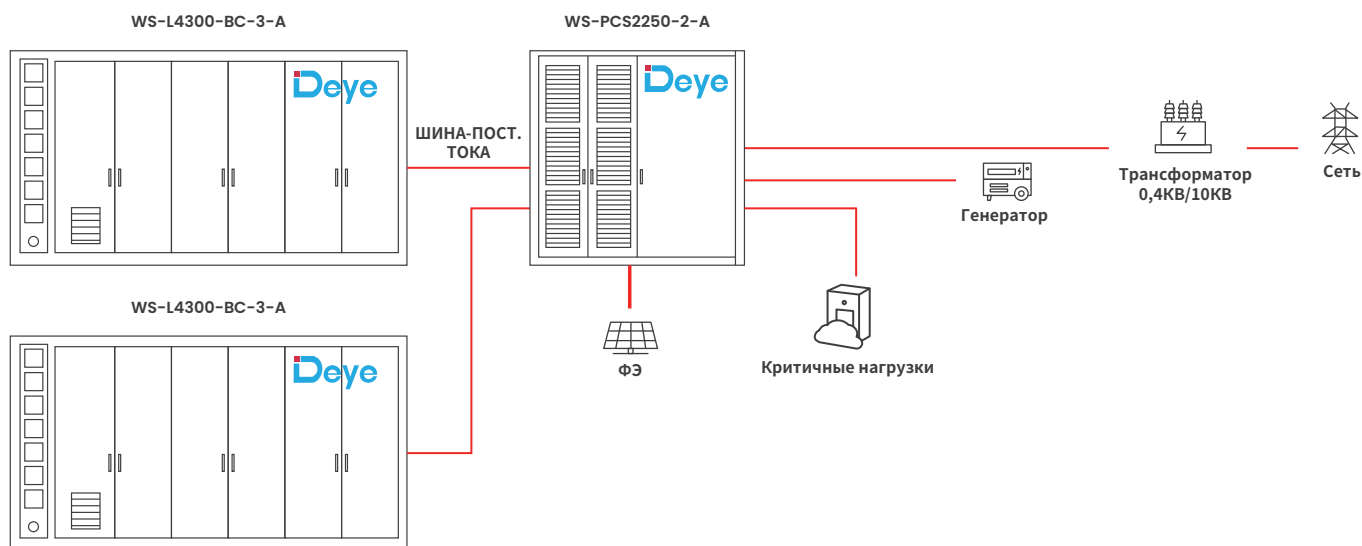 WS-L4300-BC-3-A
WS-PCS2250-2-A
Deye
Deye
ШИНА-ПОСТ.
ТОКА
Трансформатор
0,4КВ/10КВ
Сеть
Генератор
WS-L4300-BC-3-A
Deye
ФЭ
Критичные нагрузки